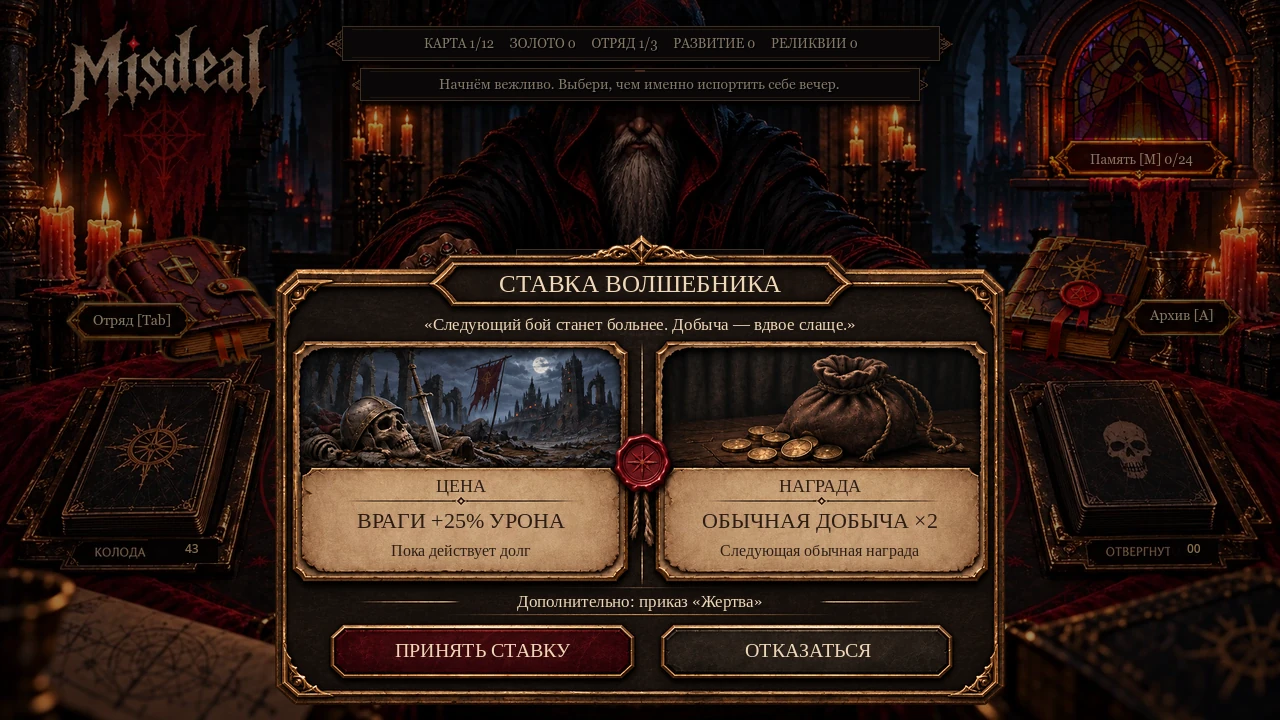 Misdeal
КАРТА 1/12 ЗОЛОТО 0 ОТРЯД 1/3 РАЗВИТИЕ 0 РЕЛИКВИИ 0
Начнём вежливо. Выбери, чем именно испортить себе вечер.
Память [M] 0/24
Отряд [Tab]
Архив [A]
СТАВКА ВОЛШЕБНИКА
«Следующий бой станет больнее. Добыча — вдвое слаще.»
ЦЕНА
ВРАГИ +25% УРОНА
Пока действует долг
НАГРАДА
ОБЫЧНАЯ ДОБЫЧА ×2
Следующая обычная награда
КОЛОДА 43
ОТВЕРГНУТ 00
Дополнительно: приказ «Жертва»
ПРИНЯТЬ СТАВКУ
ОТКАЗАТЬСЯ